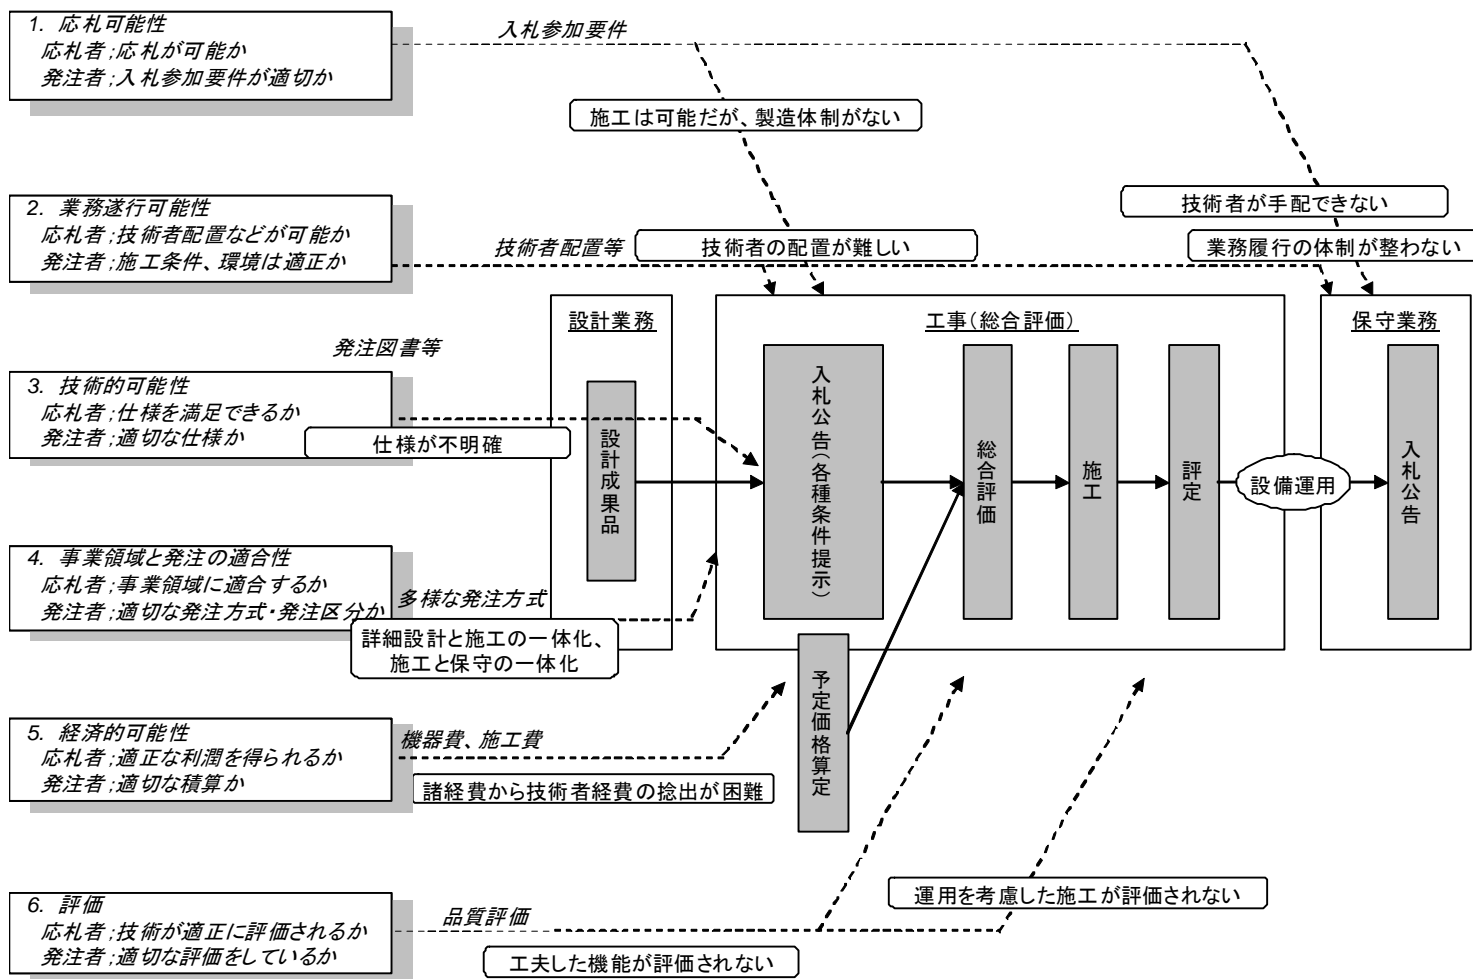 1. 応札可能性
応札者;応札が可能か
発注者;入札参加要件が適切か
入札参加要件
施工は可能だが、製造体制がない
2. 業務遂行可能性
応札者;技術者配置などが可能か
発注者;施工条件、環境は適正か
技術者配置等
技術者の配置が難しい
技術者が手配できない
業務履行の体制が整わない
設計業務
工事(総合評価)
保守業務
発注図書等
3. 技術的可能性
応札者;仕様を満足できるか
発注者;適切な仕様か
仕様が不明確
設計成果品
入札公告(各種条件提示)
総合評価
施工
評定
設備運用
入札公告
4. 事業領域と発注の適合性
応札者;事業領域に適合するか
発注者;適切な発注方式・発注区分か
多様な発注方式
詳細設計と施工の一体化、
施工と保守の一体化
予定価格算定
5. 経済的可能性
応札者;適正な利潤を得られるか
発注者;適切な積算か
機器費、施工費
諸経費から技術者経費の捻出が困難
6. 評価
応札者;技術が適正に評価されるか
発注者;適切な評価をしているか
品質評価
運用を考慮した施工が評価されない
工夫した機能が評価されない